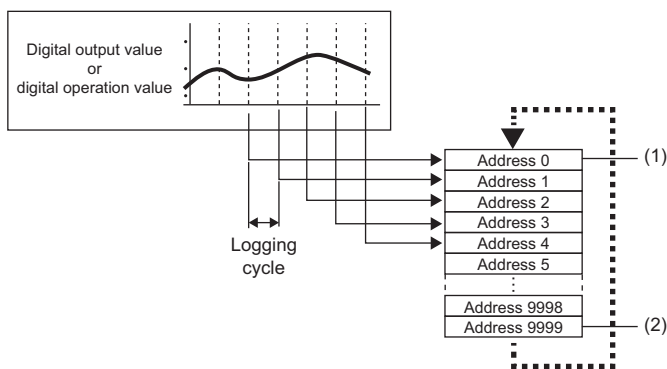 Digital output value
or
digital operation value
Logging
cycle
Address 0
(1)
Address 1
Address 2
Address 3
Address 4
Address 5
Address 9998
Address 9999
(2)